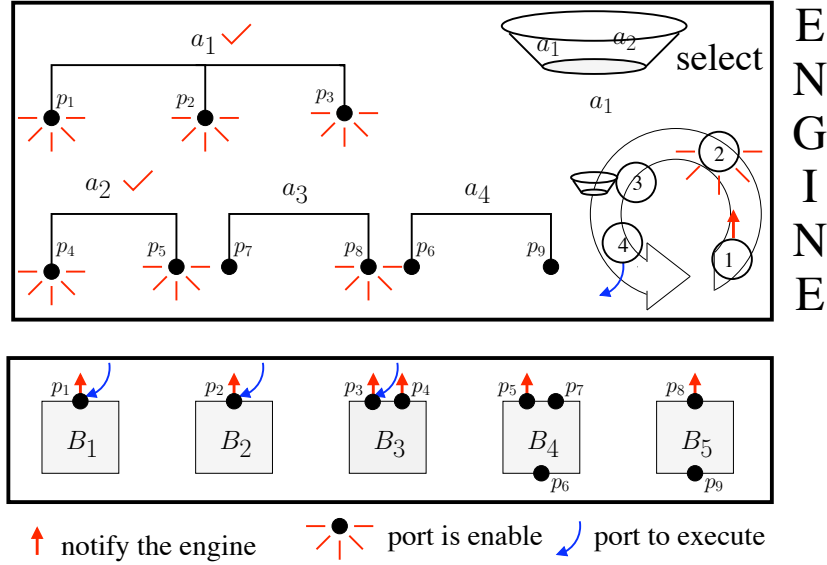 a1
p1 p2 p3
a2 a3 a4
p4 p5 p7 p8 p6 p9
a1 a2
select
a1
2
3
4
1
ENGINE
p1 p2 p3 p4 p5 p7 p8
B1 B2 B3 B4 B5
p6 p9
notify the engine port is enable port to execute